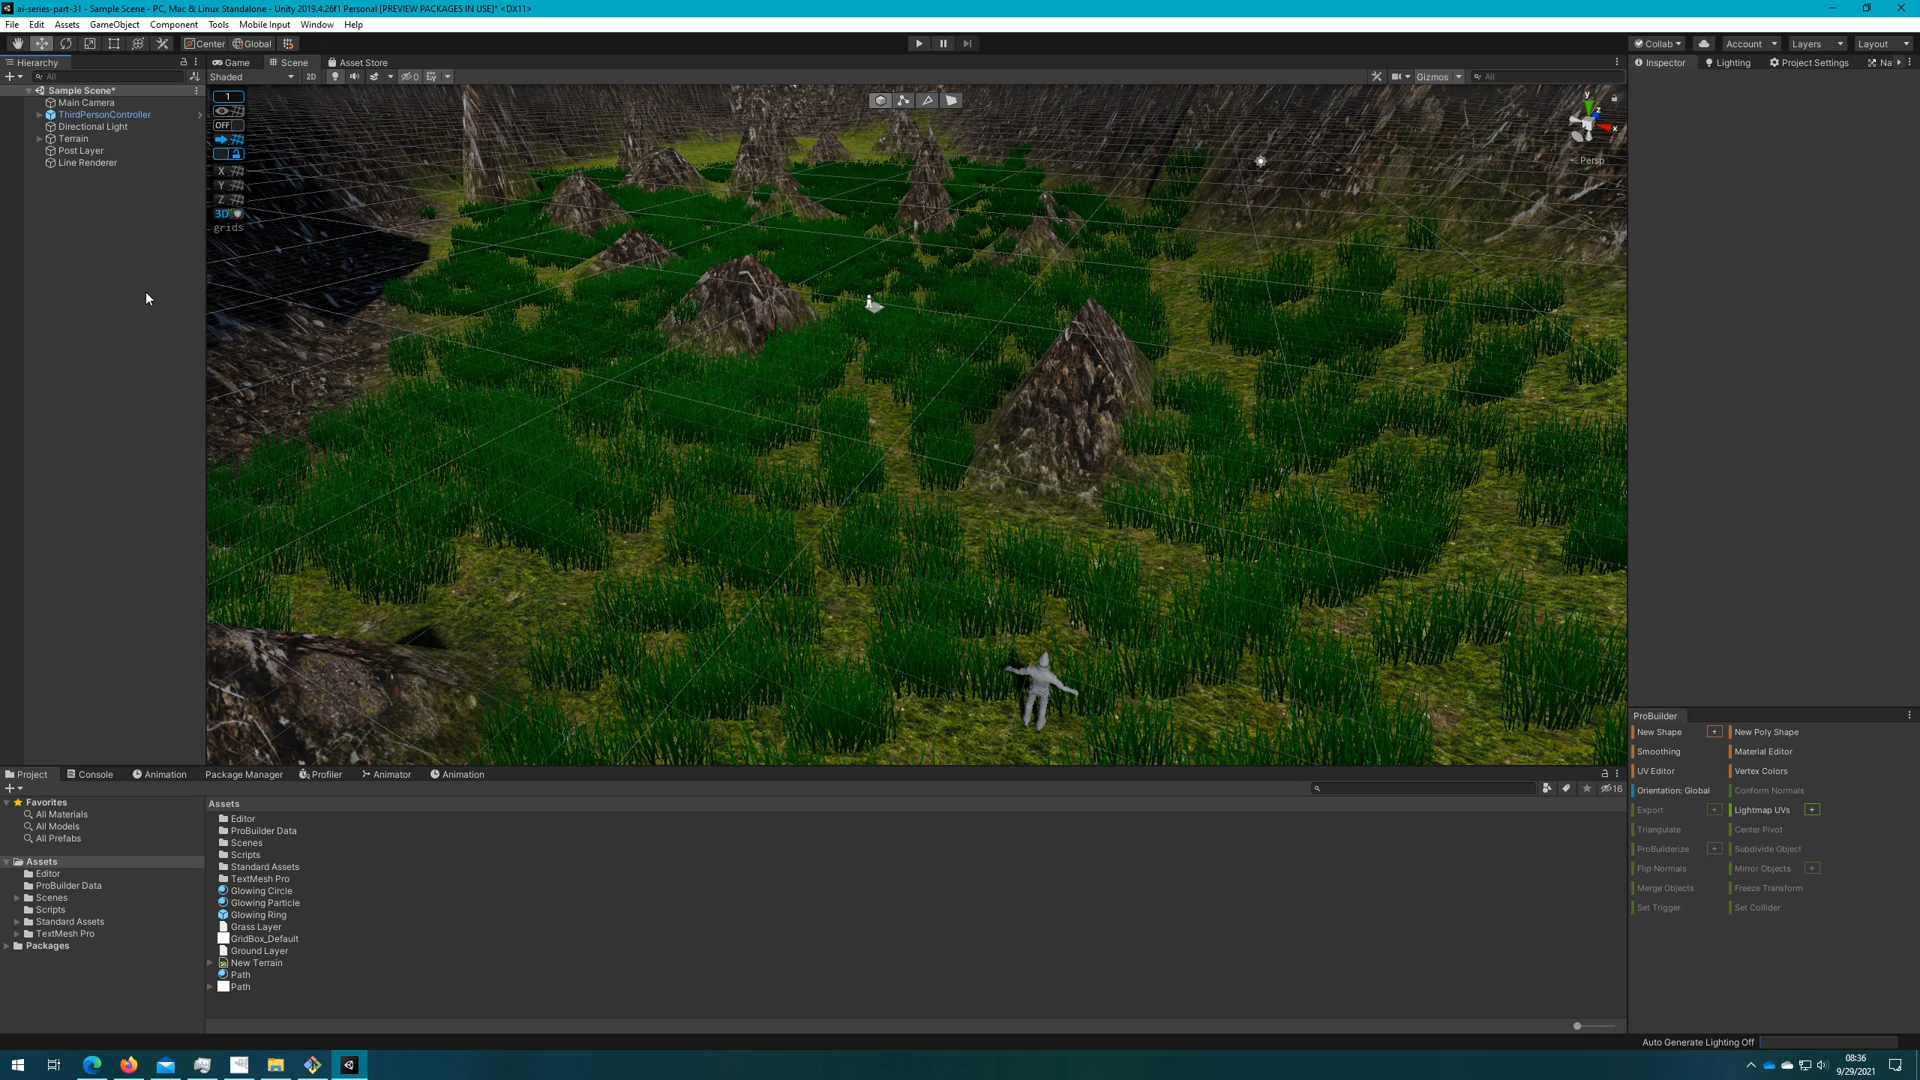 ai-series-part-31 - Sample Scene - PC, Mac & Linux Standalone - Unity 2019.4.26f1 Personal [PREVIEW PACKAGES IN USE]* <DX11>
File Edit Assets GameObject Component Tools Mobile Input Window Help
Center Global Collab Account Layers Layout
Hierarchy Game Scene Asset Store Inspector Lighting Project Settings Na
All Shaded 2D 0 Gizmos All
Sample Scene*
Main Camera
ThirdPersonController
Directional Light
Terrain
Post Layer
Line Renderer
1
OFF
X
Y
Z
3D
grids
y
z
x
Persp
ProBuilder
New Shape + New Poly Shape
Smoothing Material Editor
UV Editor Vertex Colors
Orientation: Global Conform Normals
Export + Lightmap UVs +
Triangulate Center Pivot
ProBuilderize + Subdivide Object
Flip Normals Mirror Objects +
Merge Objects Freeze Transform
Set Trigger Set Collider
Project Console Animation Package Manager Profiler Animator Animation
16
Favorites
All Materials
All Models
All Prefabs
Assets
Editor
ProBuilder Data
Scenes
Scripts
Standard Assets
TextMesh Pro
Packages
Assets
Editor
ProBuilder Data
Scenes
Scripts
Standard Assets
TextMesh Pro
Glowing Circle
Glowing Particle
Glowing Ring
Grass Layer
GridBox_Default
Ground Layer
New Terrain
Path
Path
Auto Generate Lighting Off
08:36
9/29/2021